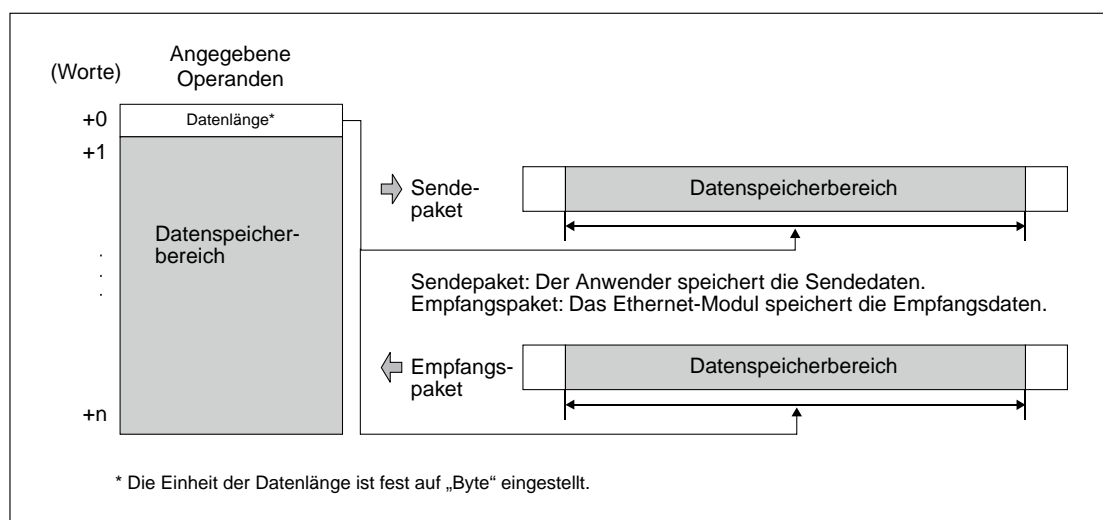 Angegebene
Operanden
(Worte)
+0
Datenlänge*
+1
Datenspeicher-
bereich
.
.
.
+n
Sende-
paket
Datenspeicherbereich
Sendepaket: Der Anwender speichert die Sendedaten.
Empfangspaket: Das Ethernet-Modul speichert die Empfangsdaten.
Empfangs-
paket
Datenspeicherbereich
* Die Einheit der Datenlänge ist fest auf „Byte“ eingestellt.